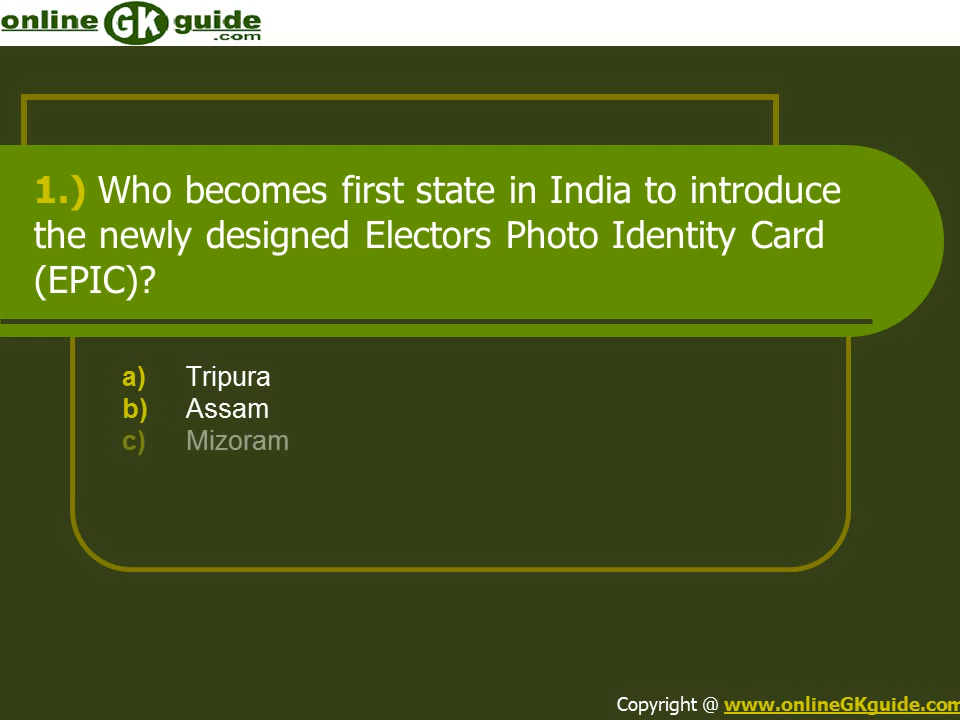 online GK guide
.com
1.) Who becomes first state in India to introduce
the newly designed Electors Photo Identity Card
(EPIC)?
a) Tripura
b) Assam
c) Mizoram
Copyright @ www.onlineGKguide.com